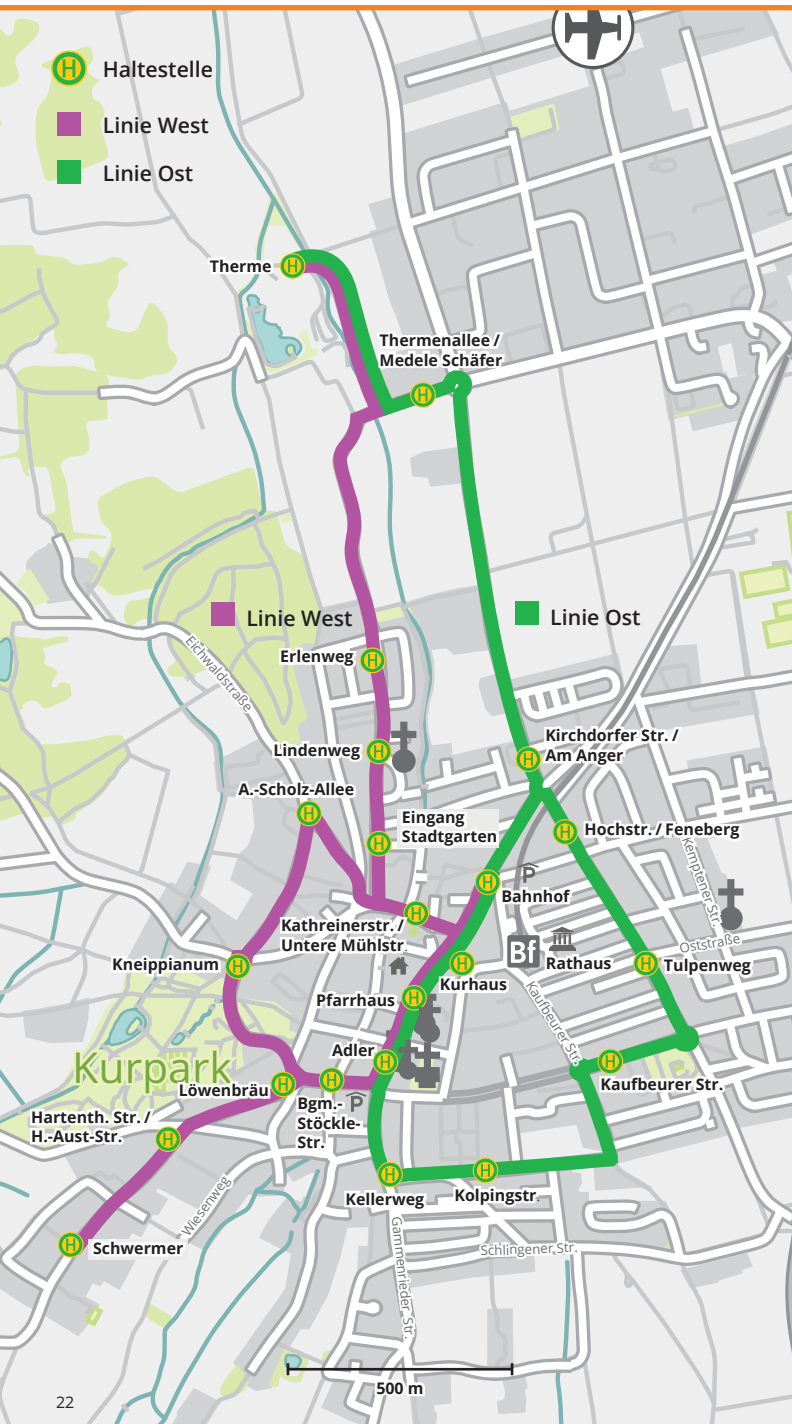 H Haltestelle
Linie West
Linie Ost
Therme H
Thermenallee /
Medele Schäfer
H
Linie West
Linie Ost
Eichwaldstraße
Erlenweg H
Lindenweg H
Kirchdorfer Str. /
Am Anger
H
A.-Scholz-Allee
H
Eingang
Stadtgarten
H
H Hochstr. / Feneberg
Kemptener Str.
P
H Bahnhof
H
Kathreinerstr. /
Untere Mühlstr.
Oststraße
Kneippianum H
Bf
Rathaus
H Tulpenweg
H
Kurhaus
Pfarrhaus H
Kaufbeurer Str.
Adler H
Kurpark
H
Kaufbeurer Str.
Löwenbräu H
H
Bgm.-
Stöckle-
Str.
P
Hartenth. Str. /
H.-Aust-Str.
H
H
Kellerweg
H
Kolpingstr.
Wiesenweg
H Schwermer
Gammenrieder Str.
Schlingener Str.
500 m
22